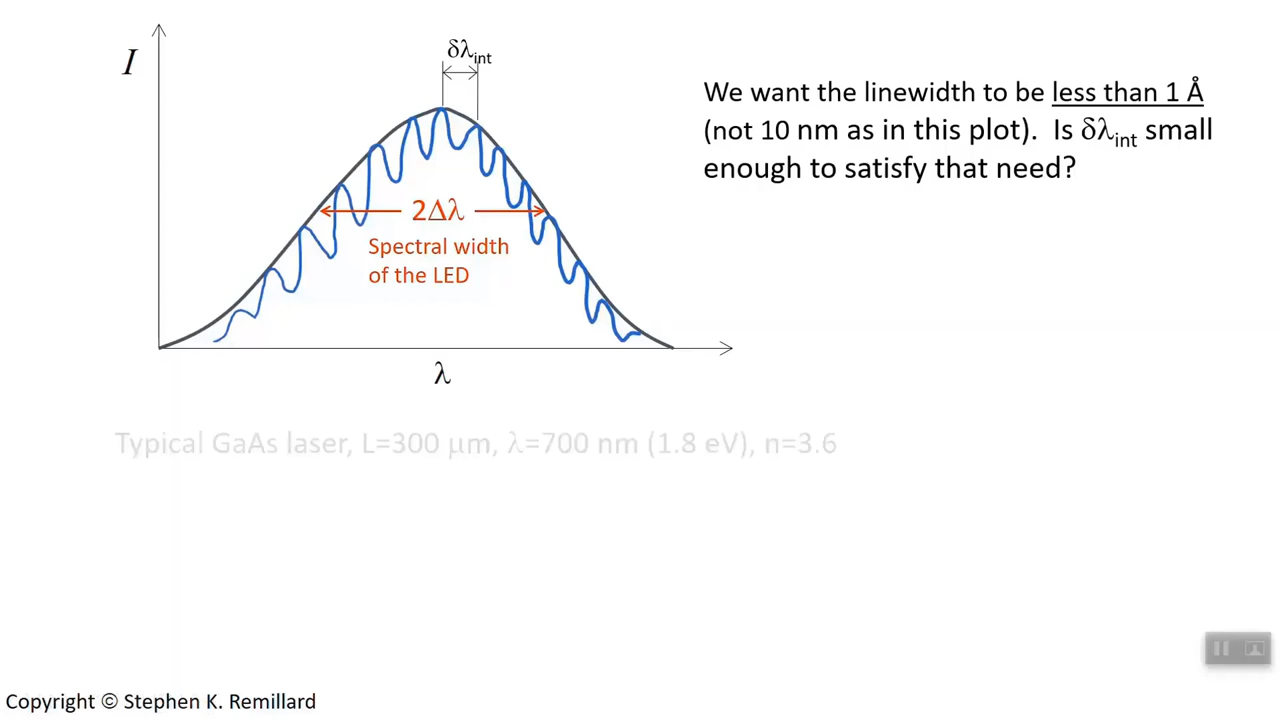 I
δλint
We want the linewidth to be less than 1 Å
(not 10 nm as in this plot). Is δλint small
enough to satisfy that need?
2Δλ
Spectral width
of the LED
λ
Typical GaAs laser, L=300 μm, λ=700 nm (1.8 eV), n=3.6
Copyright © Stephen K. Remillard